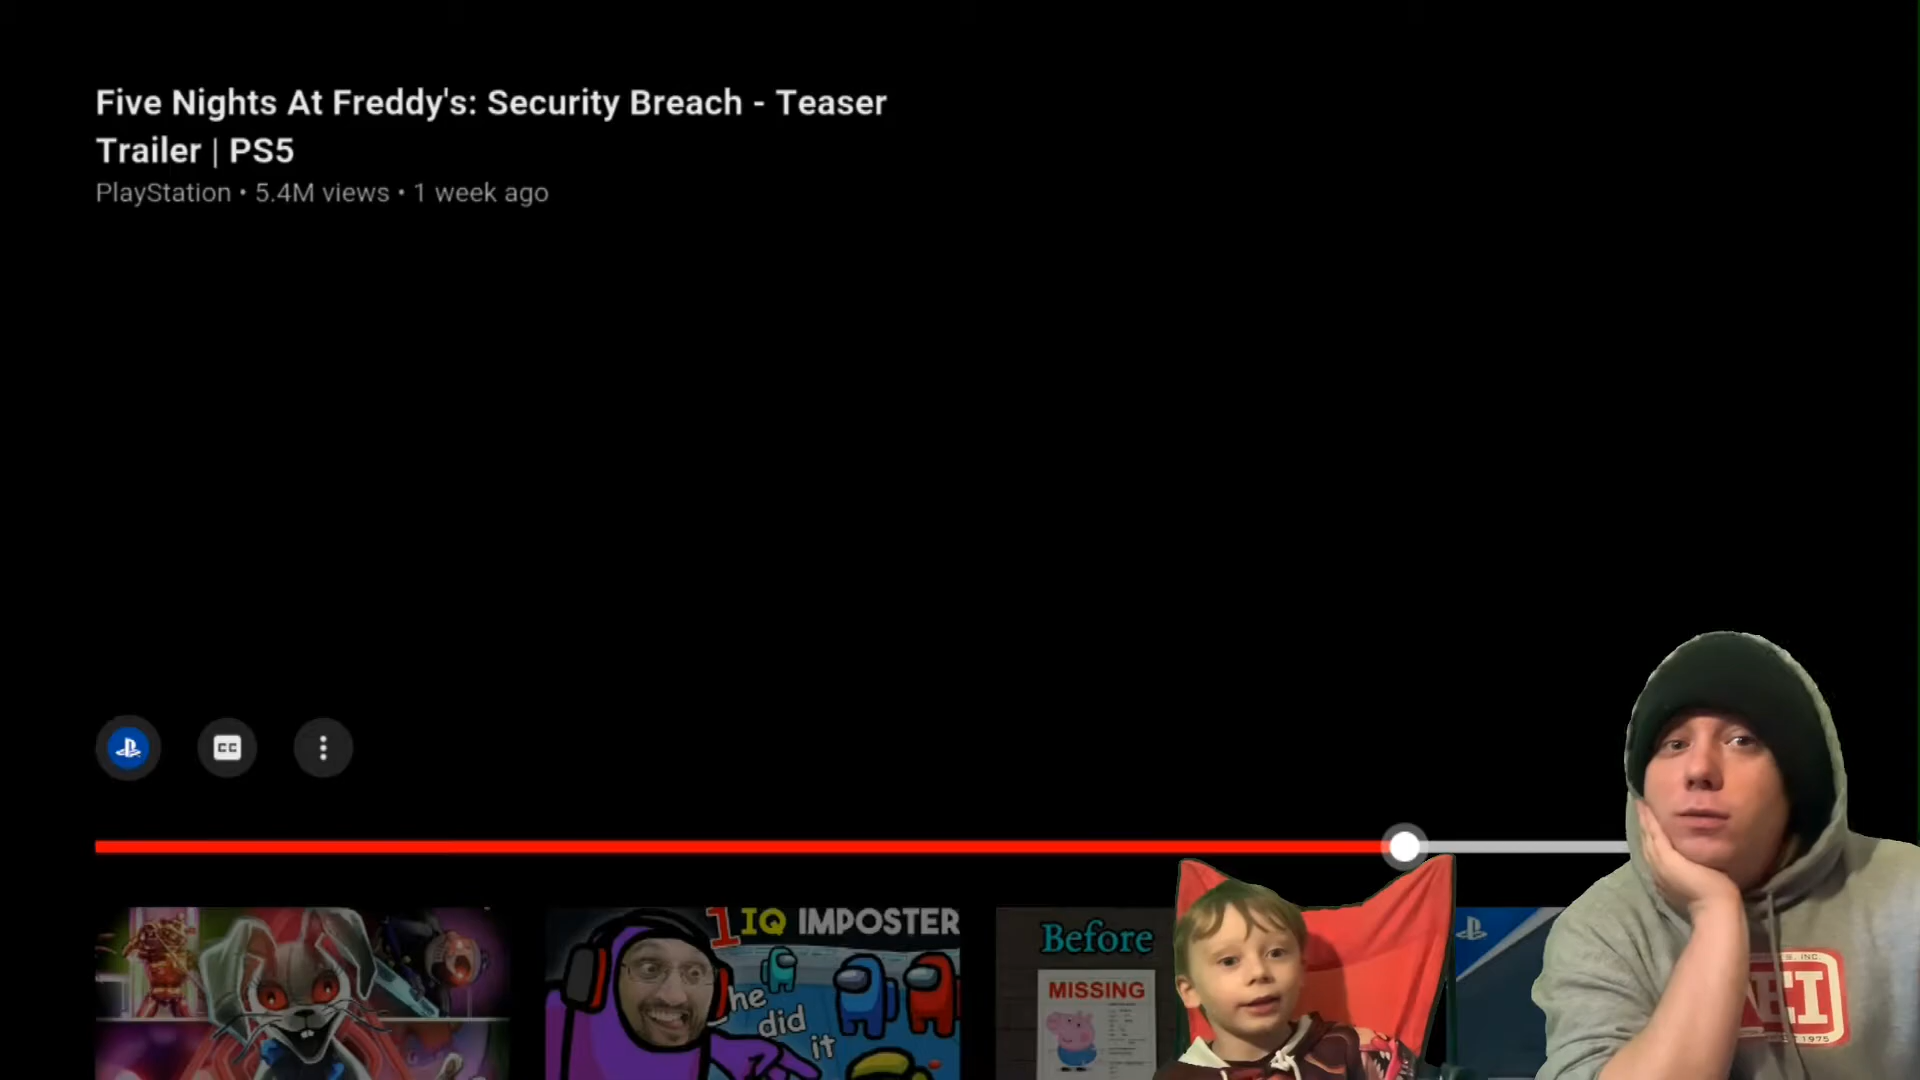 Five Nights At Freddy's: Security Breach - Teaser
Trailer | PS5
PlayStation • 5.4M views • 1 week ago
CC
1 IQ IMPOSTER
he
did
it
Before
MISSING
EI